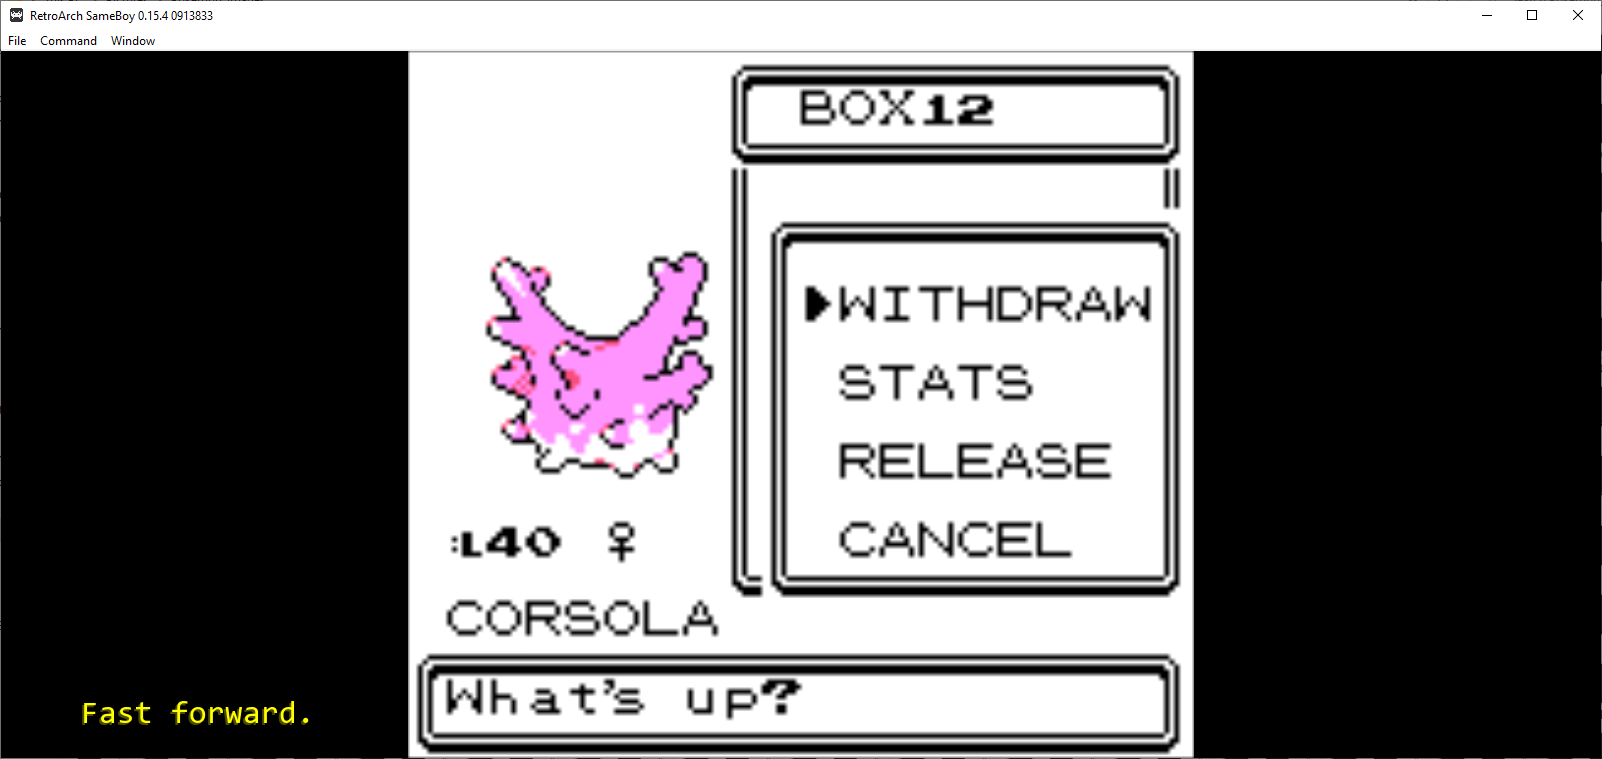 RetroArch SameBoy 0.15.4 0913833
File Command Window
BOX12
WITHDRAW
STATS
RELEASE
CANCEL
:L40 ♀
CORSOLA
What's up?
Fast forward.